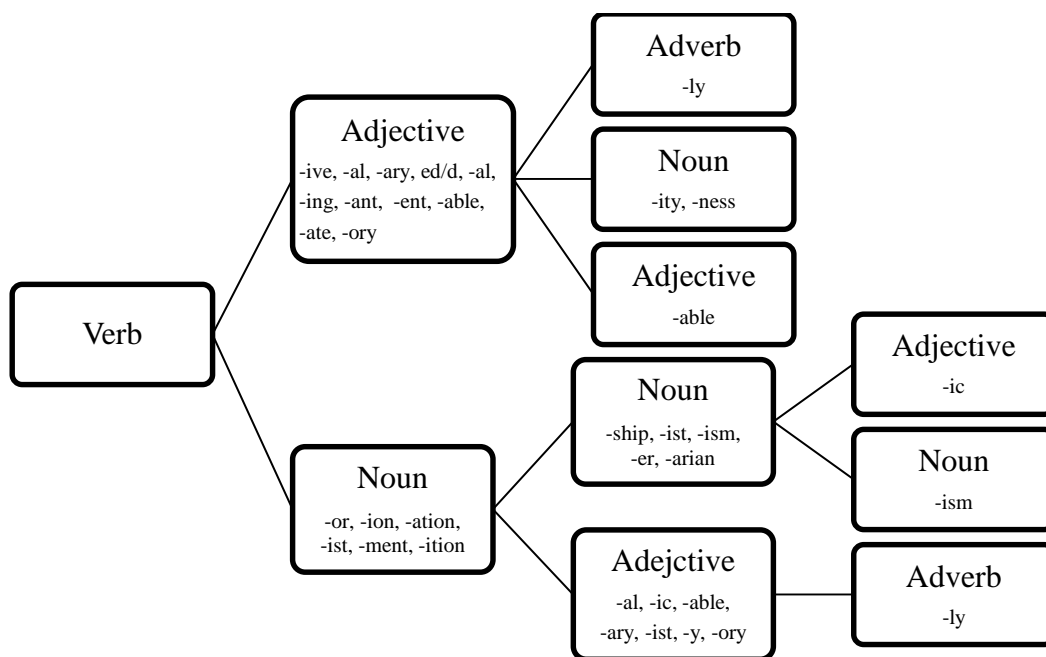 Verb
Adjective
-ive, -al, -ary, ed/d, -al,
-ing, -ant, -ent, -able,
-ate, -ory
Adverb
-ly
Noun
-ity, -ness
Adjective
-able
Noun
-or, -ion, -ation,
-ist, -ment, -ition
Noun
-ship, -ist, -ism,
-er, -arian
Adjective
-ic
Noun
-ism
Adejctive
-al, -ic, -able,
-ary, -ist, -y, -ory
Adverb
-ly